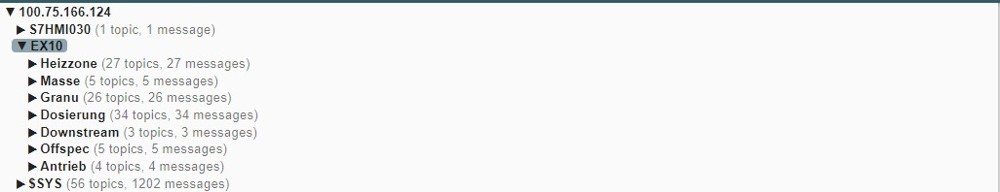 100.75.166.124
S7HMI030 (1 topic, 1 message)
EX10
Heizzone (27 topics, 27 messages)
Masse (5 topics, 5 messages)
Granu (26 topics, 26 messages)
Dosierung (34 topics, 34 messages)
Downstream (3 topics, 3 messages)
Offspec (5 topics, 5 messages)
Antrieb (4 topics, 4 messages)
$SYS (56 topics, 1202 messages)